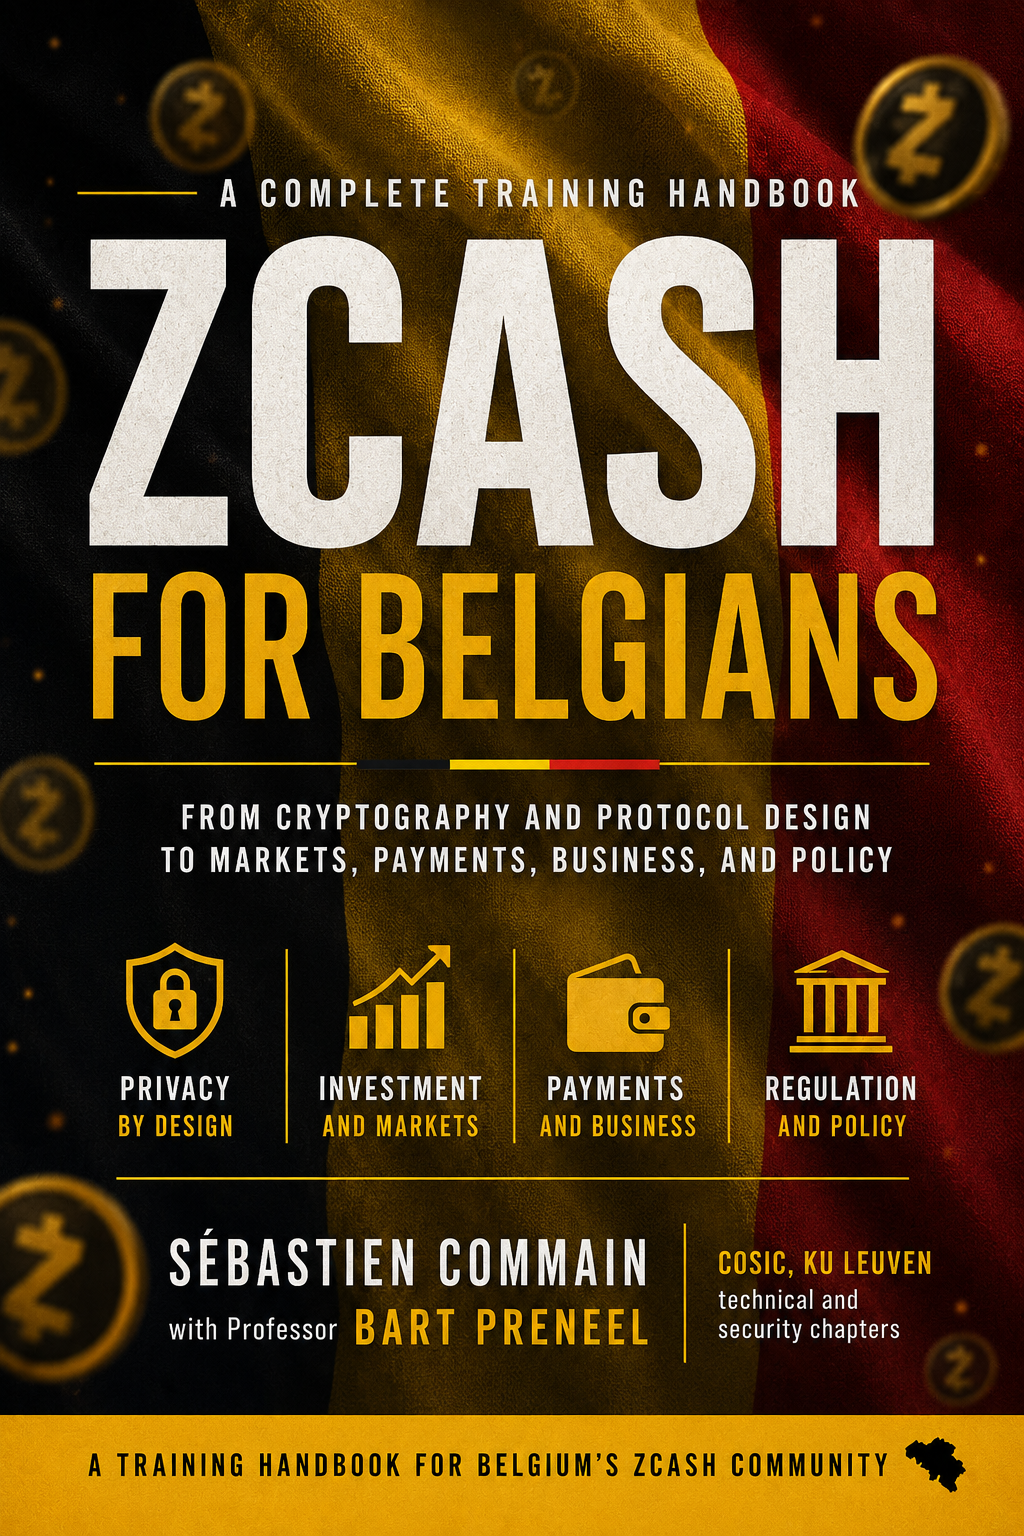 A COMPLETE TRAINING HANDBOOK
ZCASH
FOR BELGIANS
FROM CRYPTOGRAPHY AND PROTOCOL DESIGN
TO MARKETS, PAYMENTS, BUSINESS, AND POLICY
PRIVACY
BY DESIGN
INVESTMENT
AND MARKETS
PAYMENTS
AND BUSINESS
REGULATION
AND POLICY
SÉBASTIEN COMMAIN
with Professor BART PRENEEL
COSIC, KU LEUVEN
technical and
security chapters
A TRAINING HANDBOOK FOR BELGIUM'S ZCASH COMMUNITY